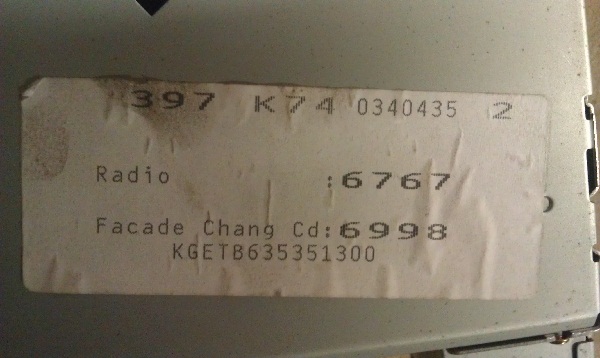 397 K74 0340435 2
Radio :6767
Facade Chang Cd:6998
KGETB635351300